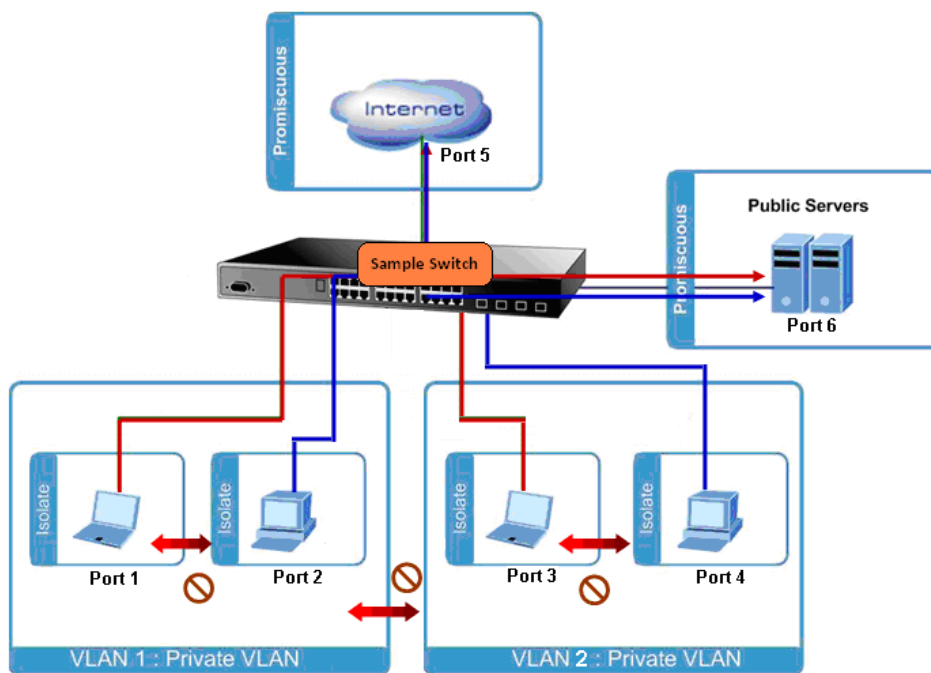 Promiscuous
Internet
Port 5
Sample Switch
Promiscuous
Public Servers
Port 6
Isolate
Port 1
Isolate
Port 2
Isolate
Port 3
Isolate
Port 4
VLAN 1 : Private VLAN
VLAN 2 : Private VLAN